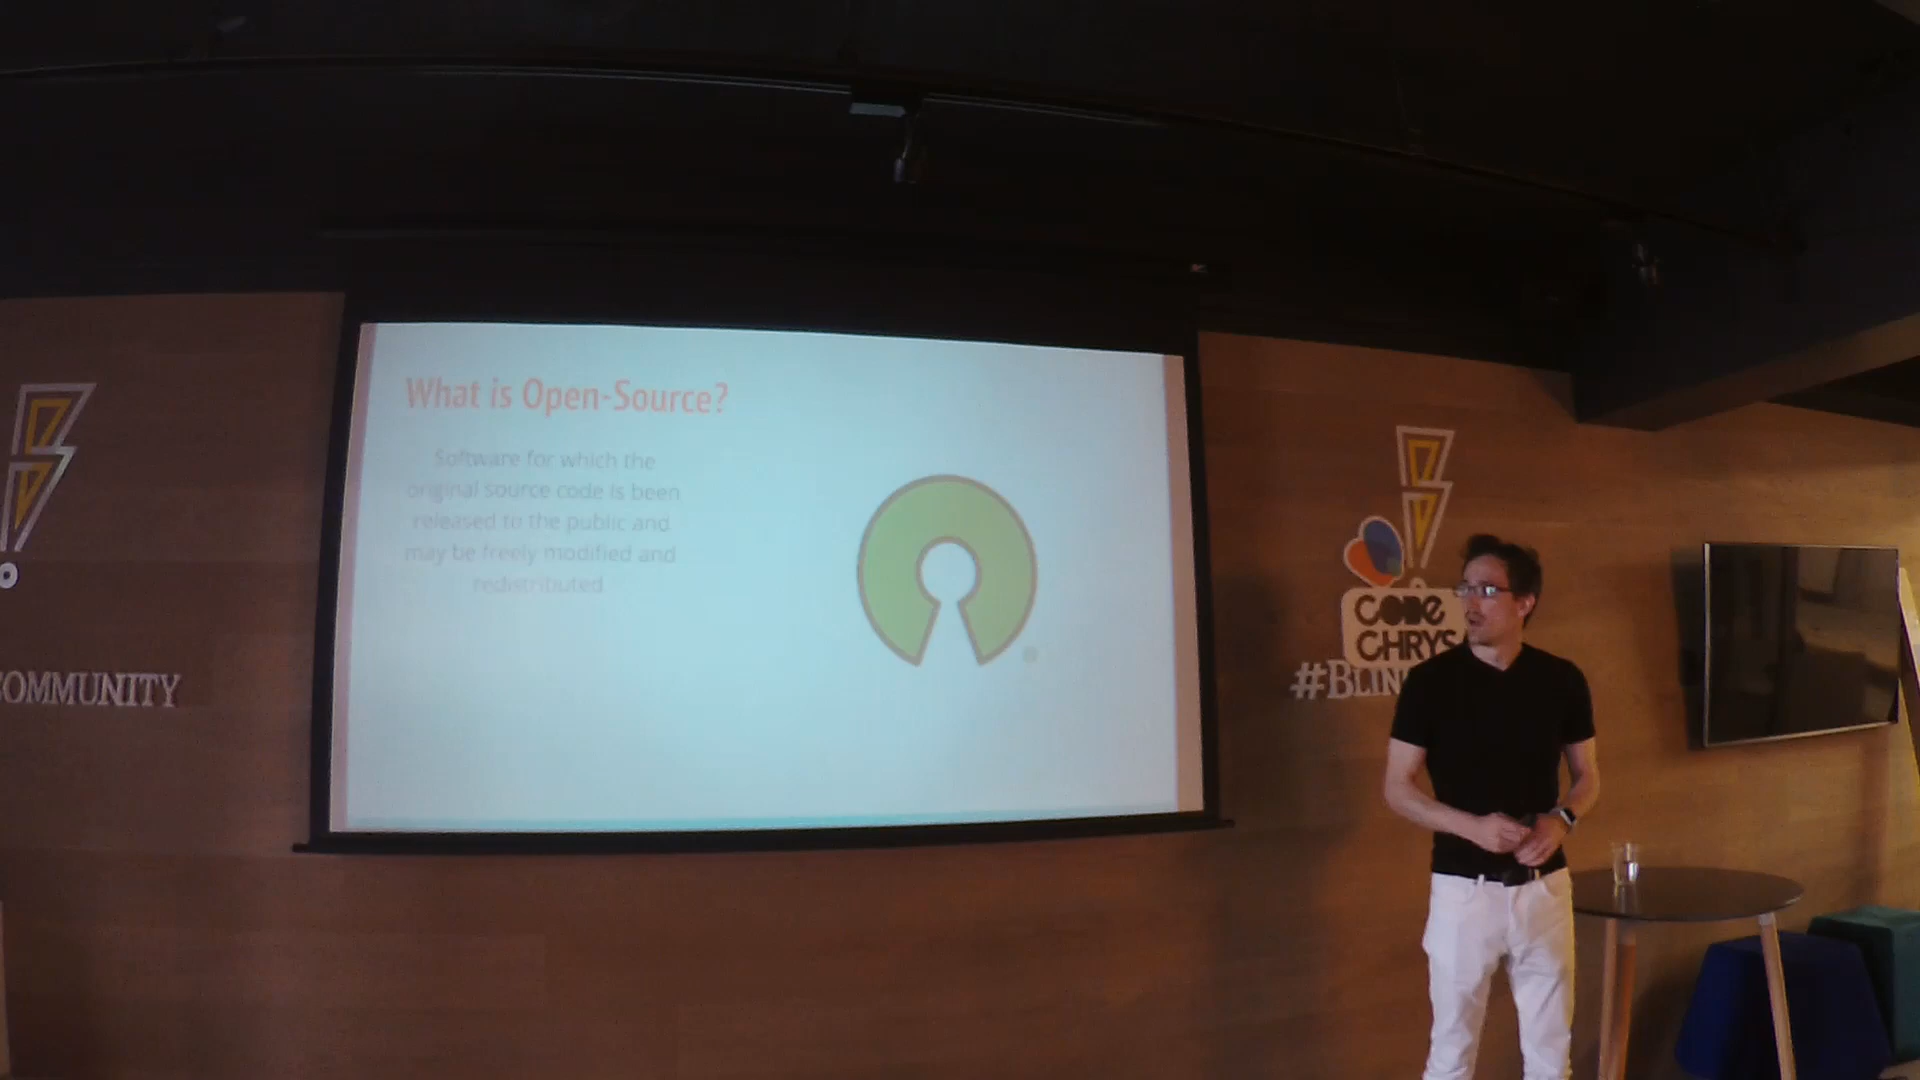 What is Open-Source?
Software for which the
original source code is been
released to the public and
may be freely modified and
redistributed
COMMUNITY
CODE
CHRYS
#BLIN